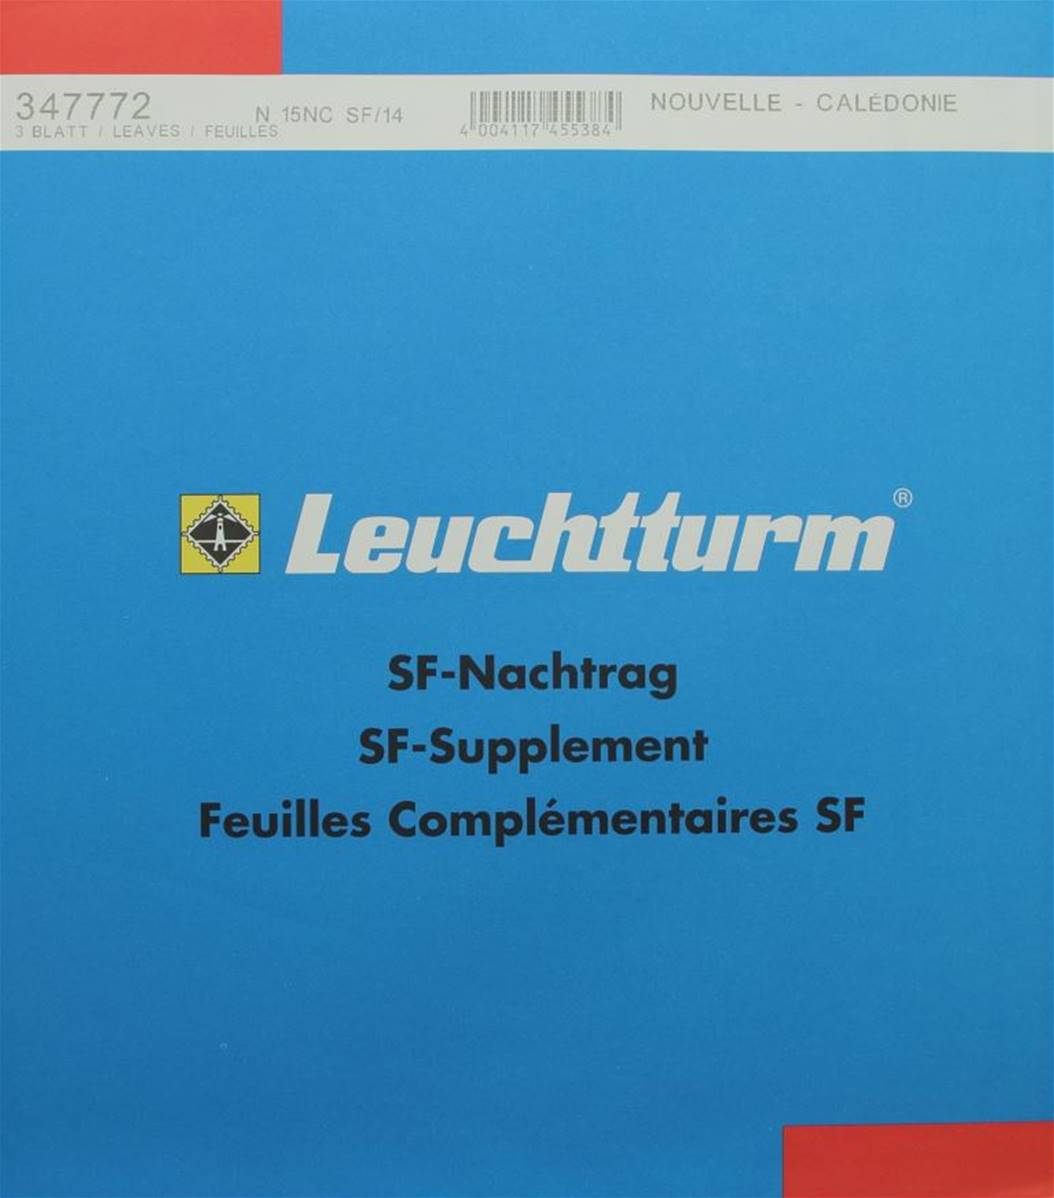 347772 N 15NC SF/14 NOUVELLE - CALÉDONIE
3 BLATT / LEAVES / FEUILLES 4 004117 455384
Leuchtturm®
SF-Nachtrag
SF-Supplement
Feuilles Complémentaires SF